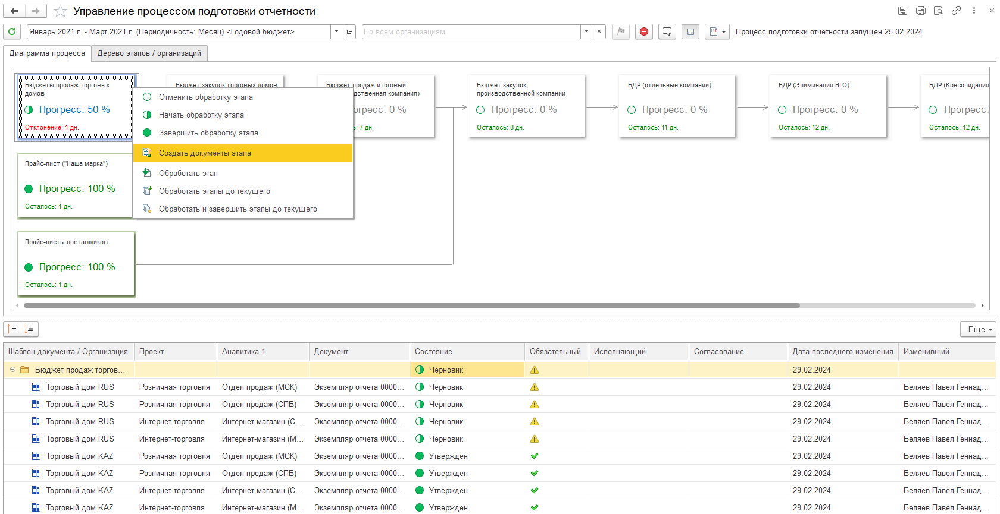 Управление процессом подготовки отчетности
Январь 2021 г. - Март 2021 г. (Периодичность: Месяц) <Годовой бюджет>
По всем организациям
Процесс подготовки отчетности запущен 25.02.2024
Диаграмма процесса
Дерево этапов / организаций
Бюджеты продаж торговых
домов
Прогресс: 50 %
Отклонение: 1 дн.
Бюджет закупок торговых домов
Бюджет продаж итоговый
дственная компания)
огресс: 0 %
ь: 7 дн.
Бюджет закупок
производственной компании
Прогресс: 0 %
Осталось: 8 дн.
БДР (отдельные компании)
Прогресс: 0 %
Осталось: 11 дн.
БДР (Элиминация ВГО)
Прогресс: 0 %
Осталось: 12 дн.
БДР (Консолидация
Прогресс:
Осталось: 12 дн.
Отменить обработку этапа
Начать обработку этапа
Завершить обработку этапа
Создать документы этапа
Обработать этап
Обработать этапы до текущего
Обработать и завершить этапы до текущего
Прайс-лист ("Наша марка")
Прогресс: 100 %
Осталось: 1 дн.
Прайс-листы поставщиков
Прогресс: 100 %
Осталось: 1 дн.
Еще
Шаблон документа / Организация Проект Аналитика 1 Документ Состояние Обязательный Исполняющий Согласование Дата последнего изменения Изменивший
Бюджет продаж торгов... Черновик 29.02.2024
Торговый дом RUS Розничная торговля Отдел продаж (МСК) Экземпляр отчета 0000... Черновик 29.02.2024 Беляев Павел Геннад...
Торговый дом RUS Розничная торговля Отдел продаж (СПБ) Экземпляр отчета 0000... Черновик 29.02.2024 Беляев Павел Геннад...
Торговый дом RUS Интернет-торговля Интернет-магазин (С... Экземпляр отчета 0000... Черновик 29.02.2024 Беляев Павел Геннад...
Торговый дом RUS Интернет-торговля Интернет-магазин (М... Экземпляр отчета 0000... Черновик 29.02.2024 Беляев Павел Геннад...
Торговый дом KAZ Розничная торговля Отдел продаж (МСК) Экземпляр отчета 0000... Утвержден 29.02.2024 Беляев Павел Геннад...
Торговый дом KAZ Розничная торговля Отдел продаж (СПБ) Экземпляр отчета 0000... Утвержден 29.02.2024 Беляев Павел Геннад...
Торговый дом KAZ Интернет-торговля Интернет-магазин (С... Экземпляр отчета 0000... Утвержден 29.02.2024 Беляев Павел Геннад...
Торговый дом KAZ Интернет-торговля Интернет-магазин (М... Экземпляр отчета 0000... Утвержден 29.02.2024 Беляев Павел Геннад...